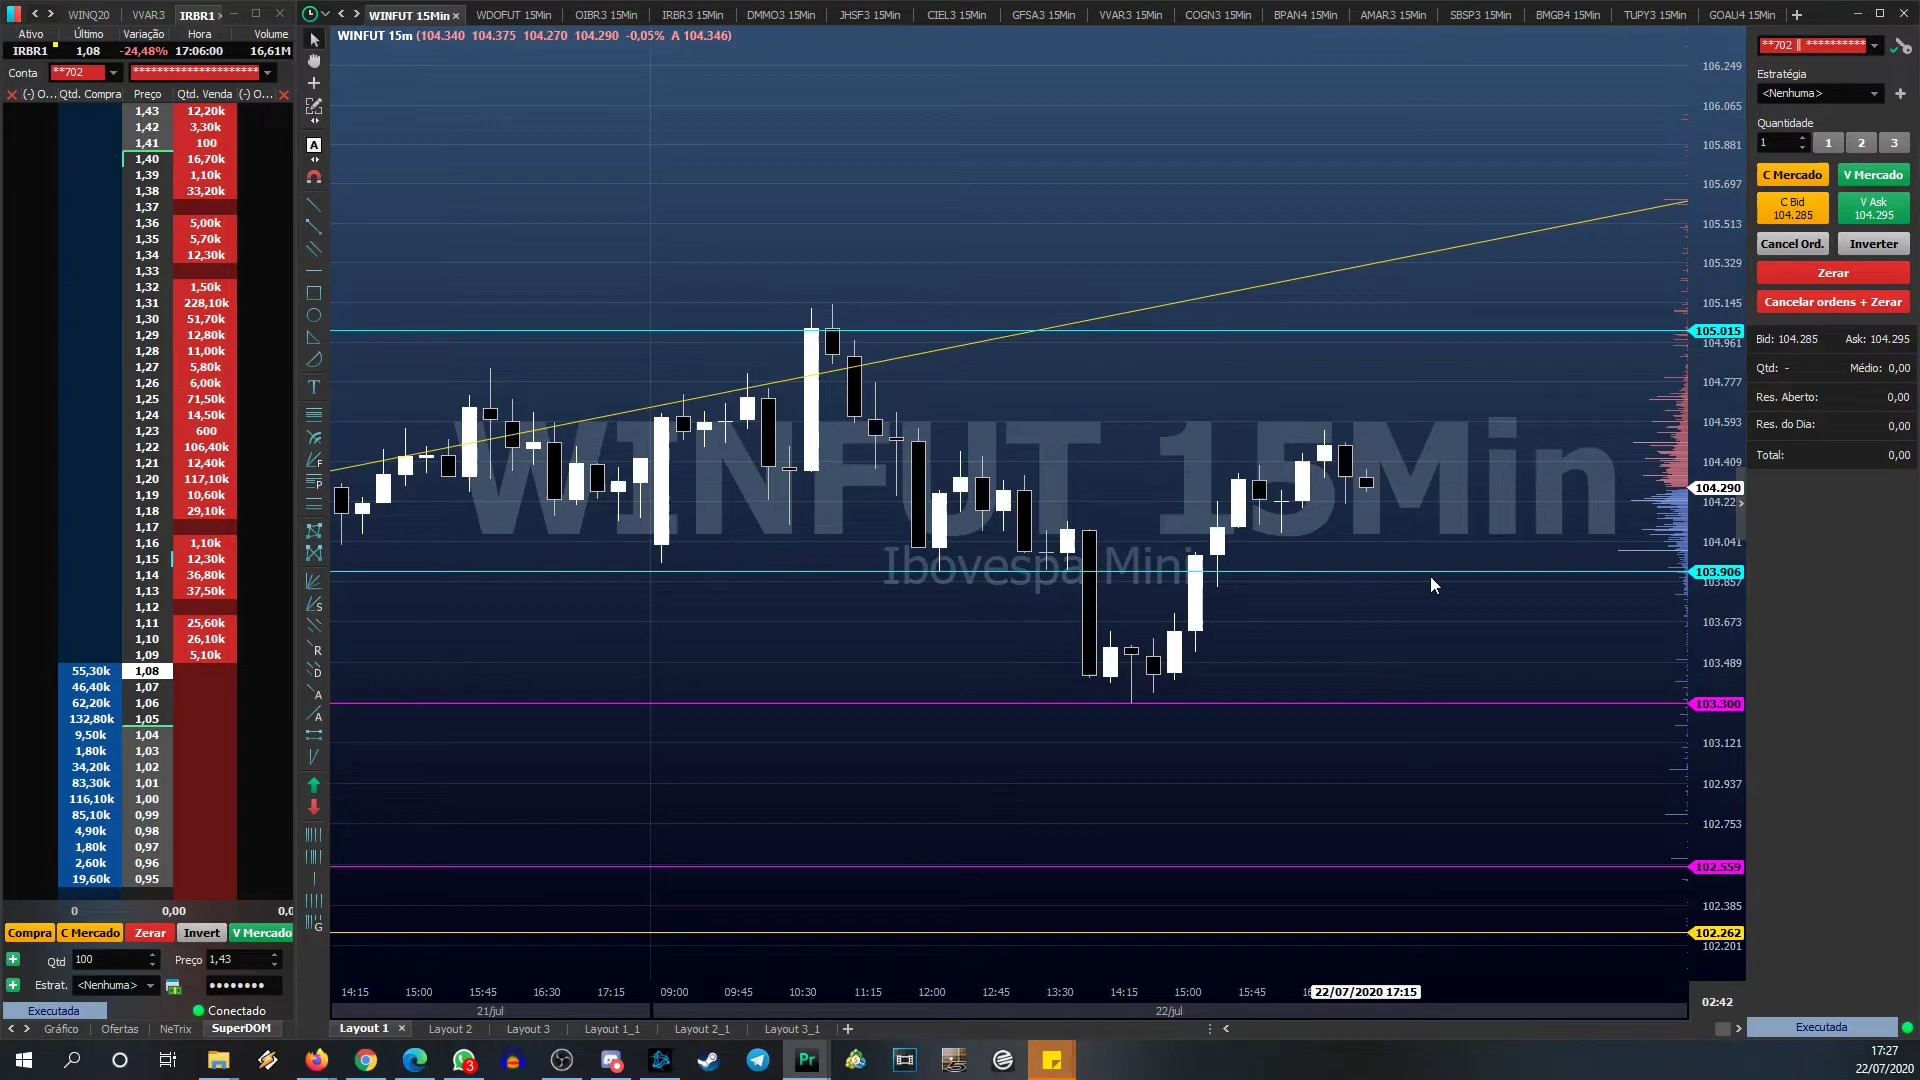 WINQ20 VVAR3 IRBR1
Ativo Último Variação Hora Volume
IRBR1 1,08 -24,48% 17:06:00 16,61M
Conta **702 **********************
(-) O... Qtd. Compra Preço Qtd. Venda (-) O...
1,43 12,20k
1,42 3,30k
1,41 100
1,40 16,70k
1,39 1,10k
1,38 33,20k
1,37
1,36 5,00k
1,35 5,70k
1,34 12,30k
1,33
1,32 1,50k
1,31 228,10k
1,30 51,70k
1,29 12,80k
1,28 11,00k
1,27 5,80k
1,26 6,00k
1,25 71,50k
1,24 14,50k
1,23 600
1,22 106,40k
1,21 12,40k
1,20 117,10k
1,19 10,60k
1,18 29,10k
1,17
1,16 1,10k
1,15 12,30k
1,14 36,80k
1,13 37,50k
1,12
1,11 25,60k
1,10 26,10k
1,09 5,10k
55,30k 1,08
46,40k 1,07
62,20k 1,06
132,80k 1,05
9,50k 1,04
1,80k 1,03
34,20k 1,02
83,30k 1,01
116,10k 1,00
85,10k 0,99
4,90k 0,98
1,80k 0,97
2,60k 0,96
19,60k 0,95
0 0,00 0,0
Compra C Mercado Zerar Invert V Mercado
Qtd 100 Preço 1,43
Estrat. <Nenhuma> ••••••••
Executada Conectado
Gráfico Ofertas NeTrix SuperDOM
WINFUT 15Min WDOFUT 15Min OIBR3 15Min IRBR3 15Min DMMO3 15Min JHSF3 15Min CIEL3 15Min GFSA3 15Min VVAR3 15Min COGN3 15Min BPAN4 15Min AMAR3 15Min SBSP3 15Min BMGB4 15Min TUPY3 15Min GOAU4 15Min
WINFUT 15m (104.340 104.375 104.270 104.290 -0,05% A 104.346)
WINFUT 15Min
Ibovespa Mini
106.249
106.065
105.881
105.697
105.513
105.329
105.145
105.015
104.961
104.777
104.593
104.409
104.290
104.041
103.906
103.857
103.673
103.489
103.300
103.121
102.937
102.753
102.559
102.385
102.262
102.201
14:15 15:00 15:45 16:30 17:15 09:00 09:45 10:30 11:15 12:00 12:45 13:30 14:15 15:00 15:45 22/07/2020 17:15
21/jul 22/jul
02:42
Layout 1 Layout 2 Layout 3 Layout 1_1 Layout 2_1 Layout 3_1
**702 || **********
Estratégia
<Nenhuma>
Quantidade
1 1 2 3
C Mercado V Mercado
C Bid V Ask
104.285 104.295
Cancel Ord. Inverter
Zerar
Cancelar ordens + Zerar
Bid: 104.285 Ask: 104.295
Qtd: - Médio: 0,00
Res. Aberto: 0,00
Res. do Dia: 0,00
Total: 0,00
Executada
3 Pr
17:27
22/07/2020